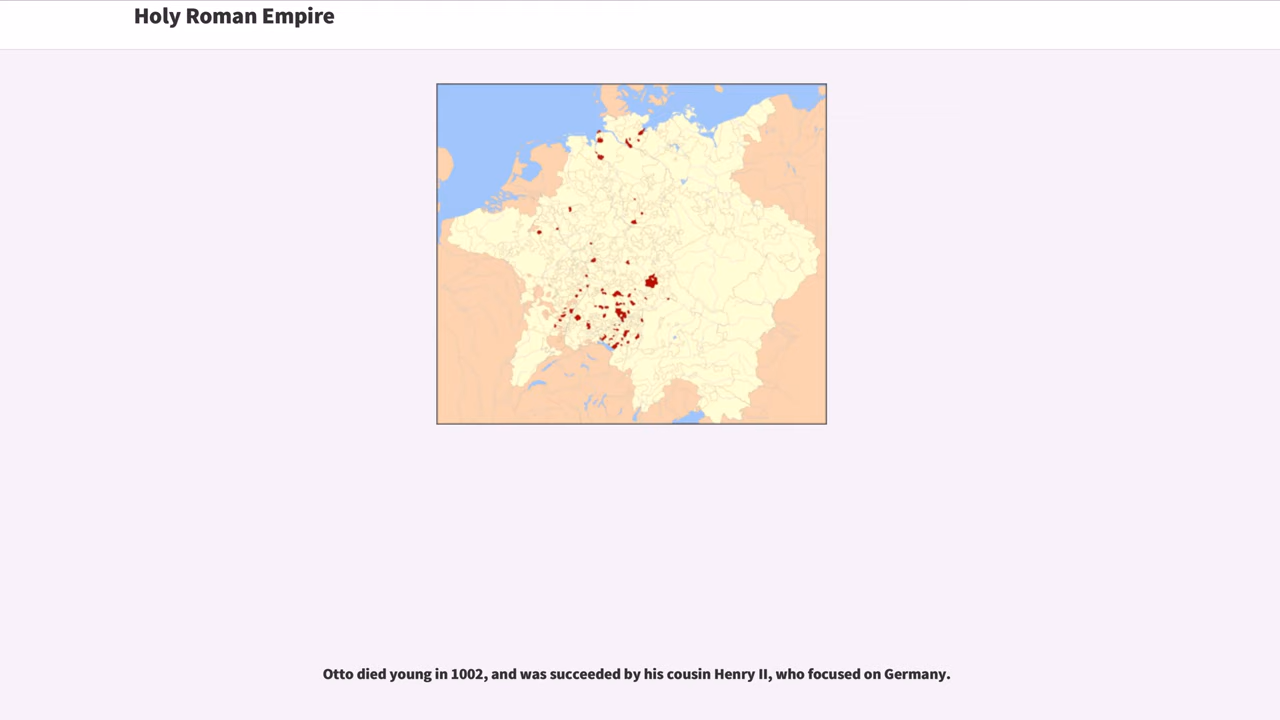 Holy Roman Empire
Otto died young in 1002, and was succeeded by his cousin Henry II, who focused on Germany.